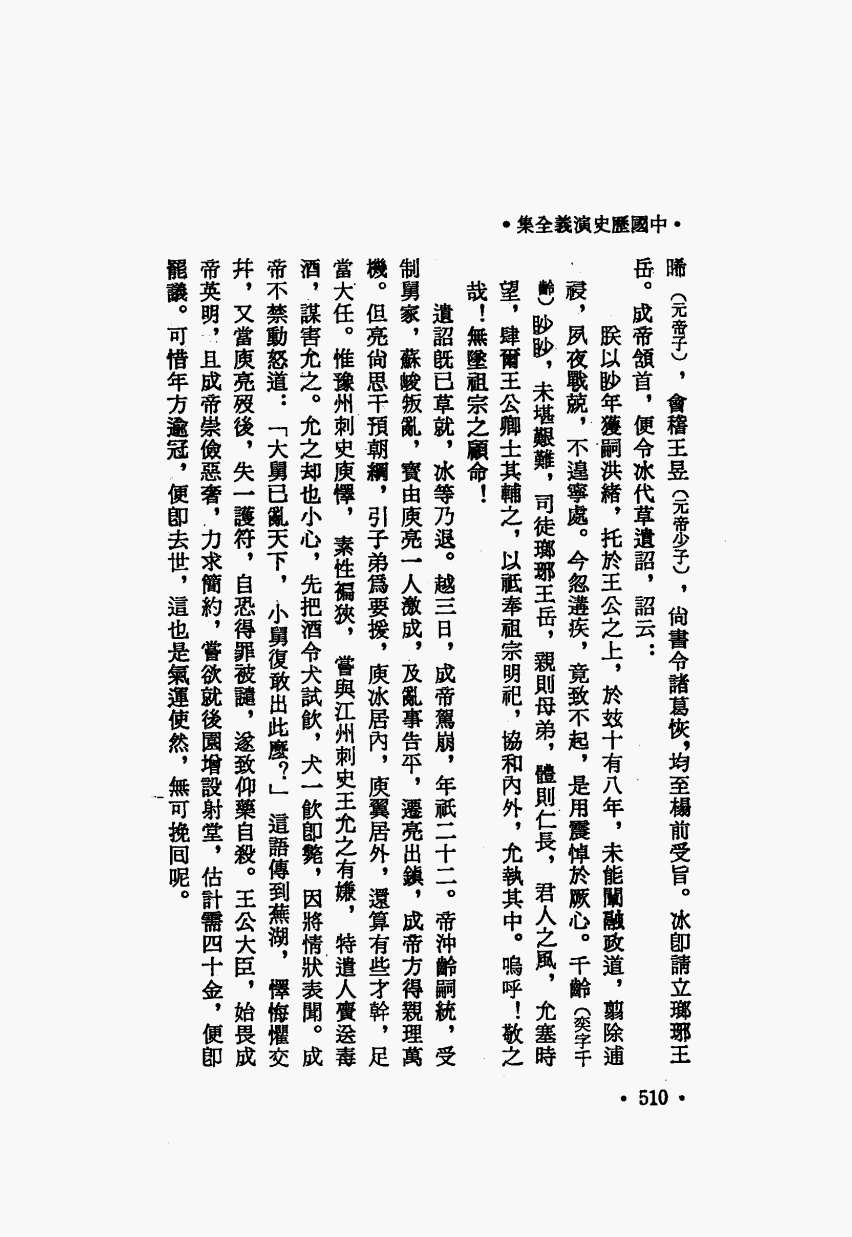 •中國歷史演義全集•
晞（元帝子），會稽王昱（元帝少子），尚書令諸葛恢，均至榻前受旨。冰卽請立瑯琊王
岳。成帝頷首，便令冰代草遺詔，詔云：
朕以眇年獲嗣洪緒，托於王公之上，於玆十有八年，未能闡融政道，翦除逋
祲，夙夜戰兢，不遑寧處。今忽遘疾，竟致不起，是用震悼於厥心。千齡（奕字千
齡）眇眇，未堪艱難，司徒瑯琊王岳，親則母弟，體則仁長，君人之風，允塞時
望，肆爾王公卿士其輔之，以祗奉祖宗明祀，協和內外，允執其中。嗚呼！敬之
哉！無墜祖宗之顧命！
遺詔旣已草就，冰等乃退。越三日，成帝駕崩，年祇二十二。帝沖齡嗣統，受
制舅家，蘇峻叛亂，實由庾亮一人激成，及亂事告平，遷亮出鎭，成帝方得親理萬
機。但亮尙思干預朝綱，引子弟爲要援，庾冰居內，庾翼居外，還算有些才幹，足
當大任。惟豫州刺史庾懌，素性褊狹，嘗與江州刺史王允之有嫌，特遣人賫送毒
酒，謀害允之。允之却也小心，先把酒令犬試飮，犬一飮卽斃，因將情狀表聞。成
帝不禁動怒道：「大舅已亂天下，小舅復敢出此麼？」這語傳到蕪湖，懌悔懼交
幷，又當庾亮歿後，失一護符，自恐得罪被譴，遂致仰藥自殺。王公大臣，始畏成
帝英明，且成帝崇儉惡奢，力求簡約，嘗欲就後園增設射堂，估計需四十金，便卽
罷議。可惜年方逾冠，便卽去世，這也是氣運使然，無可挽囘呢。
•510•